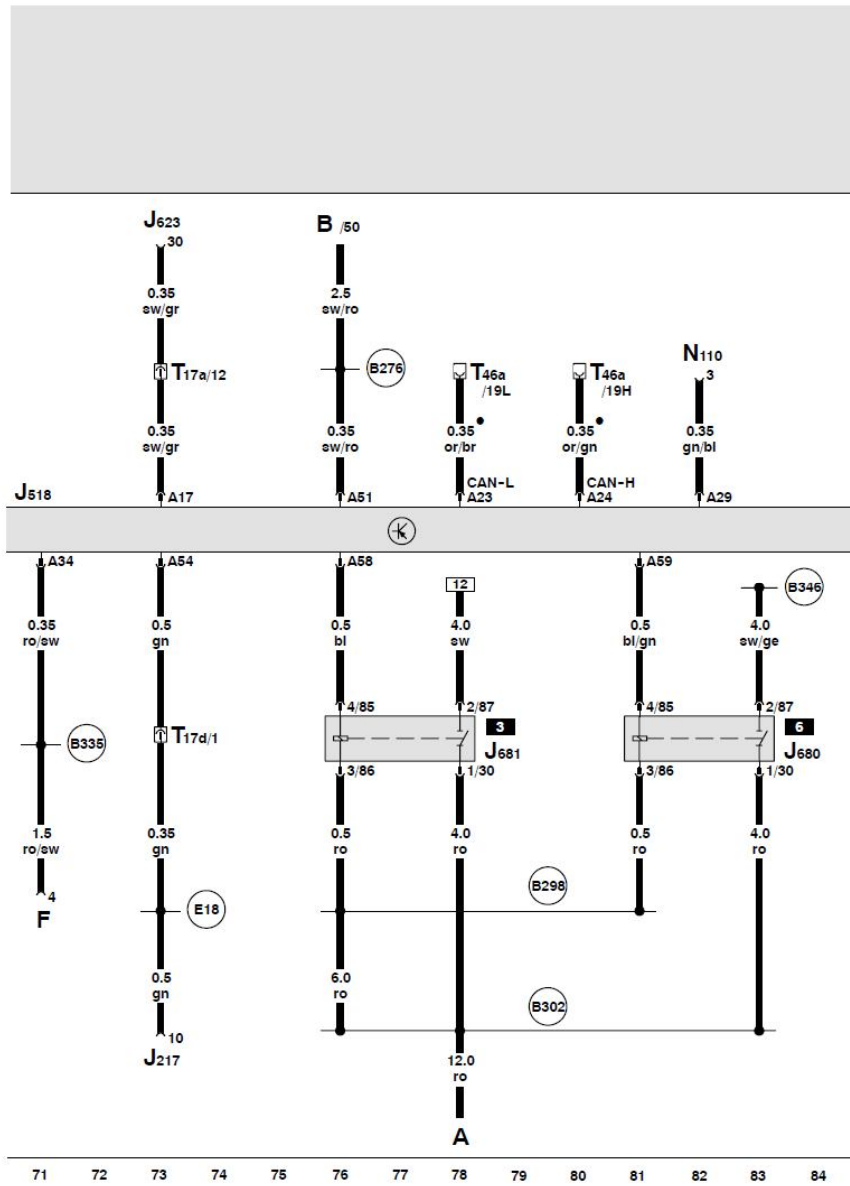 J623
30
B /50
0.35
sw/gr
2.5
sw/ro
T17a/12
B276
T46a
/19L
T46a
/19H
N110
3
0.35
sw/gr
0.35
sw/ro
0.35
or/br
0.35
or/gn
0.35
gn/bl
J518
A17
A51
CAN-L
A23
CAN-H
A24
A29
A34
A54
A58
A59
12
B346
0.35
ro/sw
0.5
gn
0.5
bl
4.0
sw
0.5
bl/gn
4.0
sw/ge
4/85
2/87
4/85
2/87
B335
T17d/1
3
J681
6
J680
3/86
1/30
3/86
1/30
1.5
ro/sw
0.35
gn
0.5
ro
4.0
ro
0.5
ro
4.0
ro
4
F
E18
B298
0.5
gn
6.0
ro
B302
10
J217
12.0
ro
A
71 72 73 74 75 76 77 78 79 80 81 82 83 84